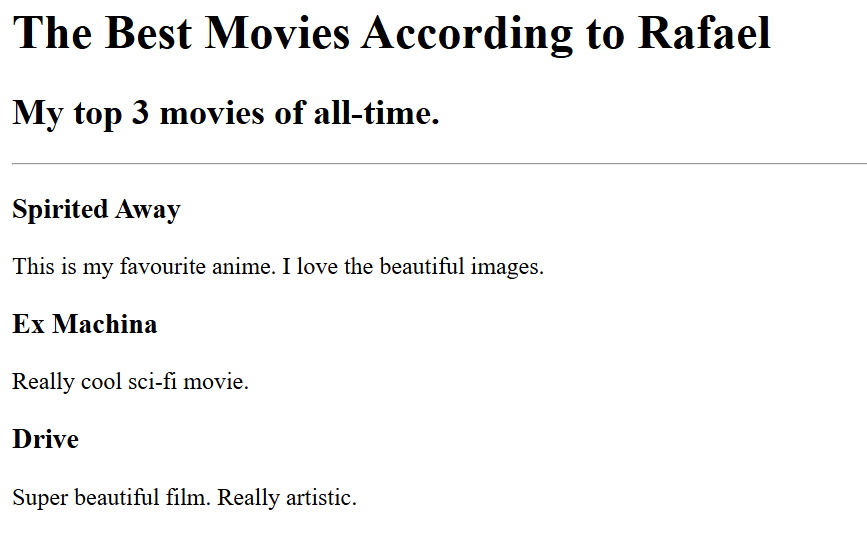 The Best Movies According to Rafael
My top 3 movies of all-time.
Spirited Away
This is my favourite anime. I love the beautiful images.
Ex Machina
Really cool sci-fi movie.
Drive
Super beautiful film. Really artistic.